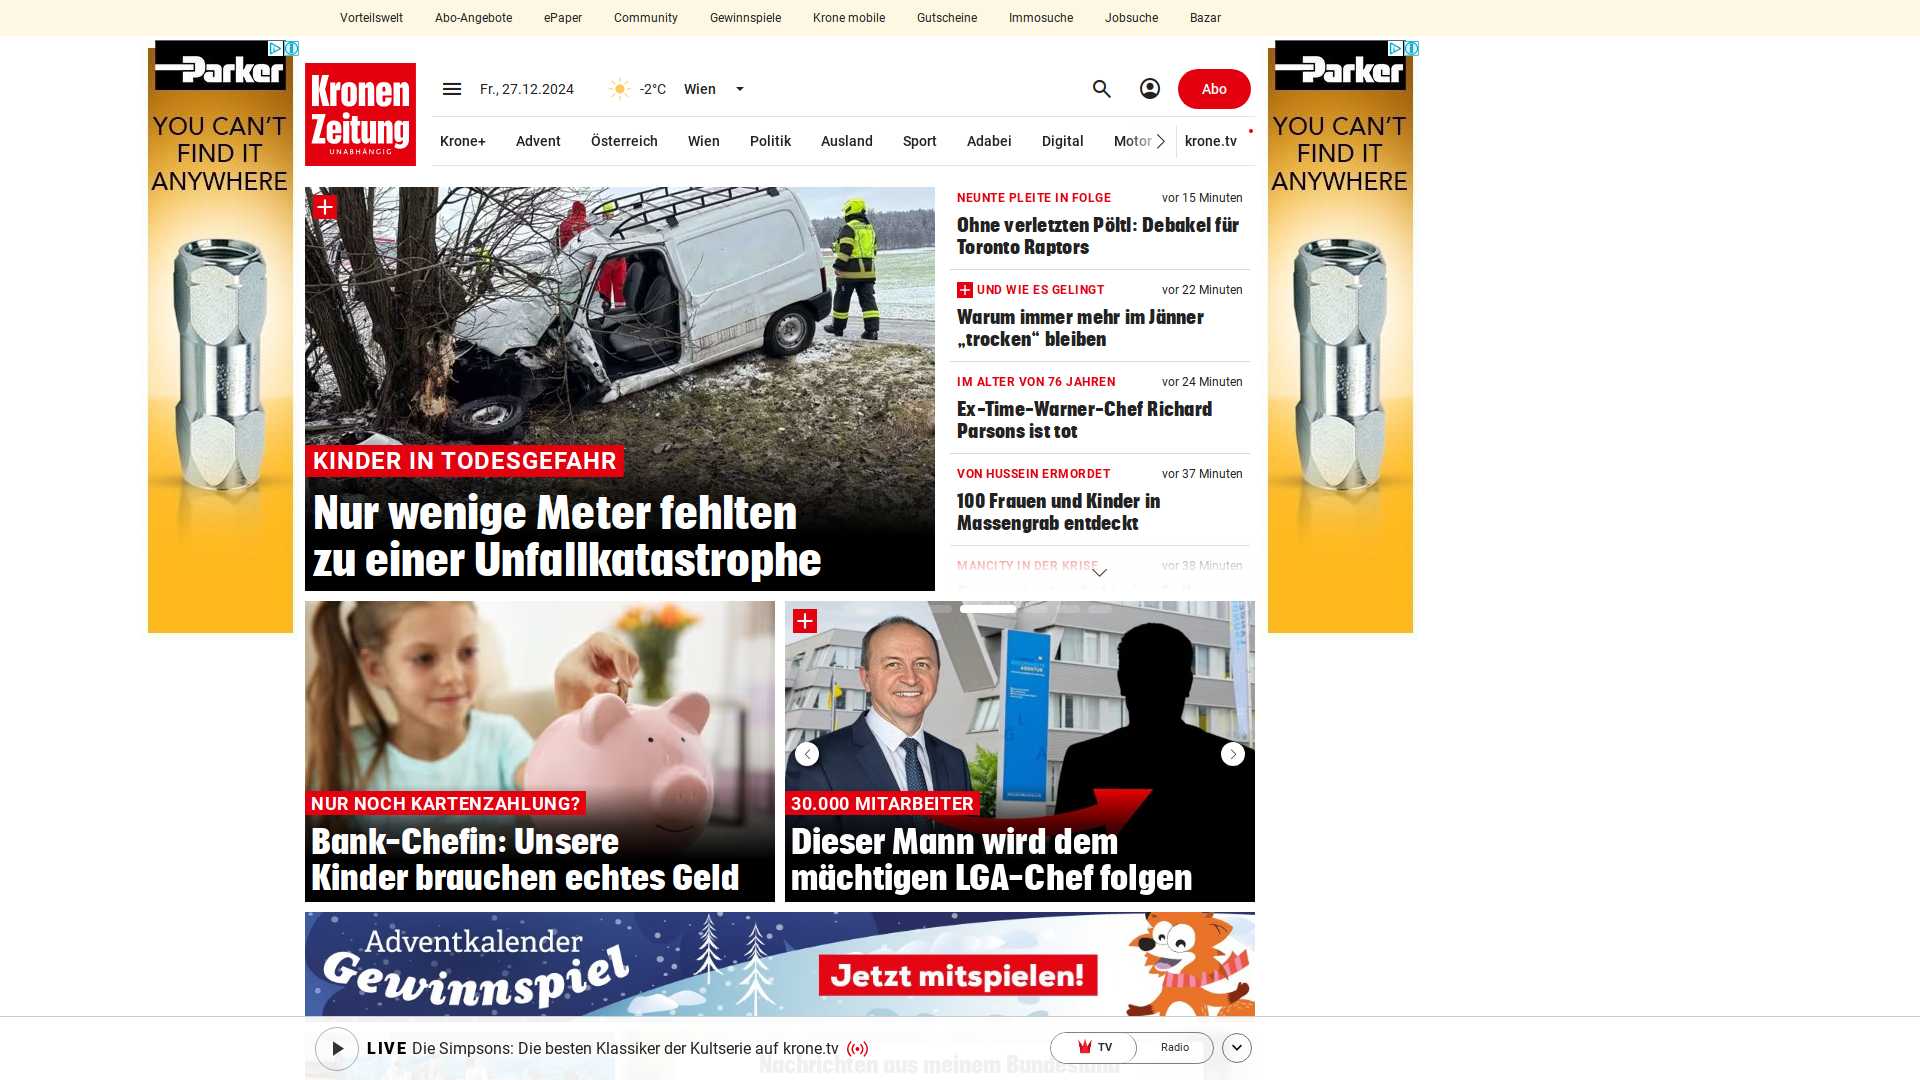 Vorteilswelt Abo-Angebote ePaper Community Gewinnspiele Krone mobile Gutscheine Immosuche Jobsuche Bazar
Parker
YOU CAN'T
FIND IT
ANYWHERE
Kronen
Zeitung
UNABHÄNGIG
Fr., 27.12.2024 -2°C Wien
Abo
Krone+ Advent Österreich Wien Politik Ausland Sport Adabei Digital Motor krone.tv
Parker
YOU CAN'T
FIND IT
ANYWHERE
KINDER IN TODESGEFAHR
Nur wenige Meter fehlten
zu einer Unfallkatastrophe
NEUNTE PLEITE IN FOLGE vor 15 Minuten
Ohne verletzten Pöltl: Debakel für
Toronto Raptors
UND WIE ES GELINGT vor 22 Minuten
Warum immer mehr im Jänner
„trocken“ bleiben
IM ALTER VON 76 JAHREN vor 24 Minuten
Ex-Time-Warner-Chef Richard
Parsons ist tot
VON HUSSEIN ERMORDET vor 37 Minuten
100 Frauen und Kinder in
Massengrab entdeckt
MANCITY IN DER KRISE vor 38 Minuten
NUR NOCH KARTENZAHLUNG?
Bank-Chefin: Unsere
Kinder brauchen echtes Geld
30.000 MITARBEITER
Dieser Mann wird dem
mächtigen LGA-Chef folgen
Adventkalender
Gewinnspiel
Jetzt mitspielen!
LIVE Die Simpsons: Die besten Klassiker der Kultserie auf krone.tv
TV Radio
Nachrichten aus meinem Bundesland